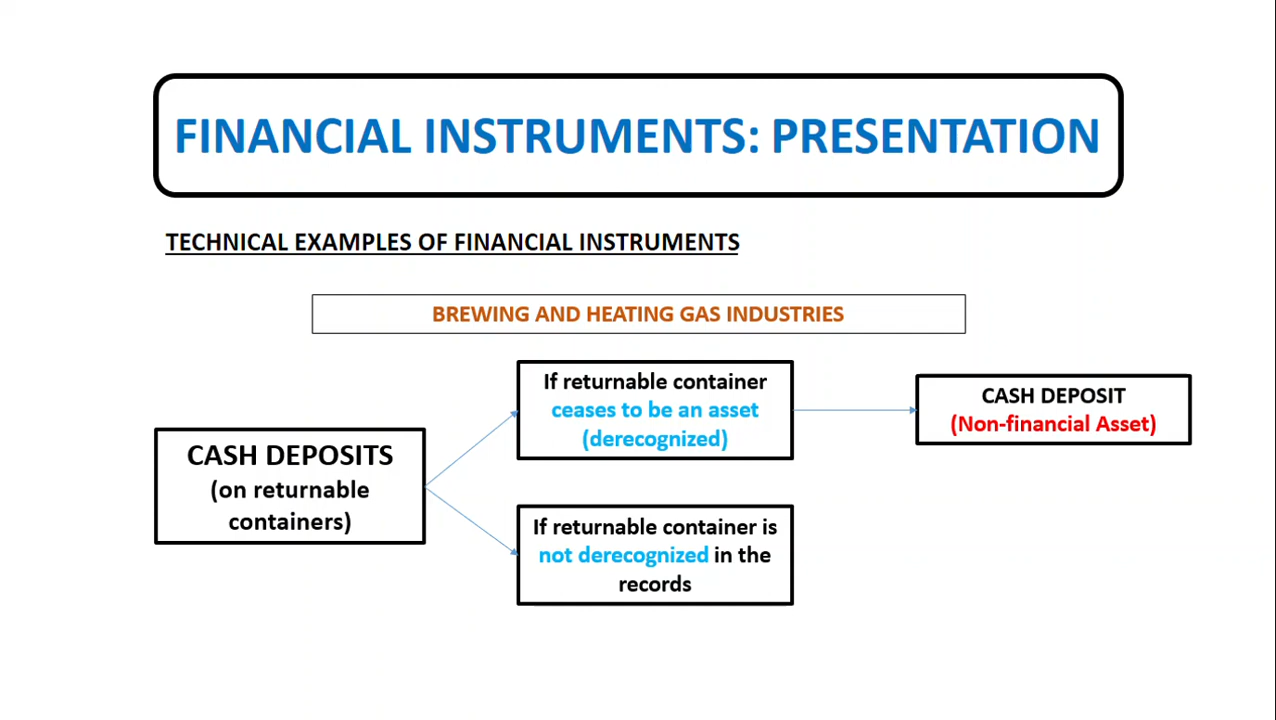 FINANCIAL INSTRUMENTS: PRESENTATION
TECHNICAL EXAMPLES OF FINANCIAL INSTRUMENTS
BREWING AND HEATING GAS INDUSTRIES
CASH DEPOSITS
(on returnable
containers)
If returnable container
ceases to be an asset
(derecognized)
CASH DEPOSIT
(Non-financial Asset)
If returnable container is
not derecognized in the
records